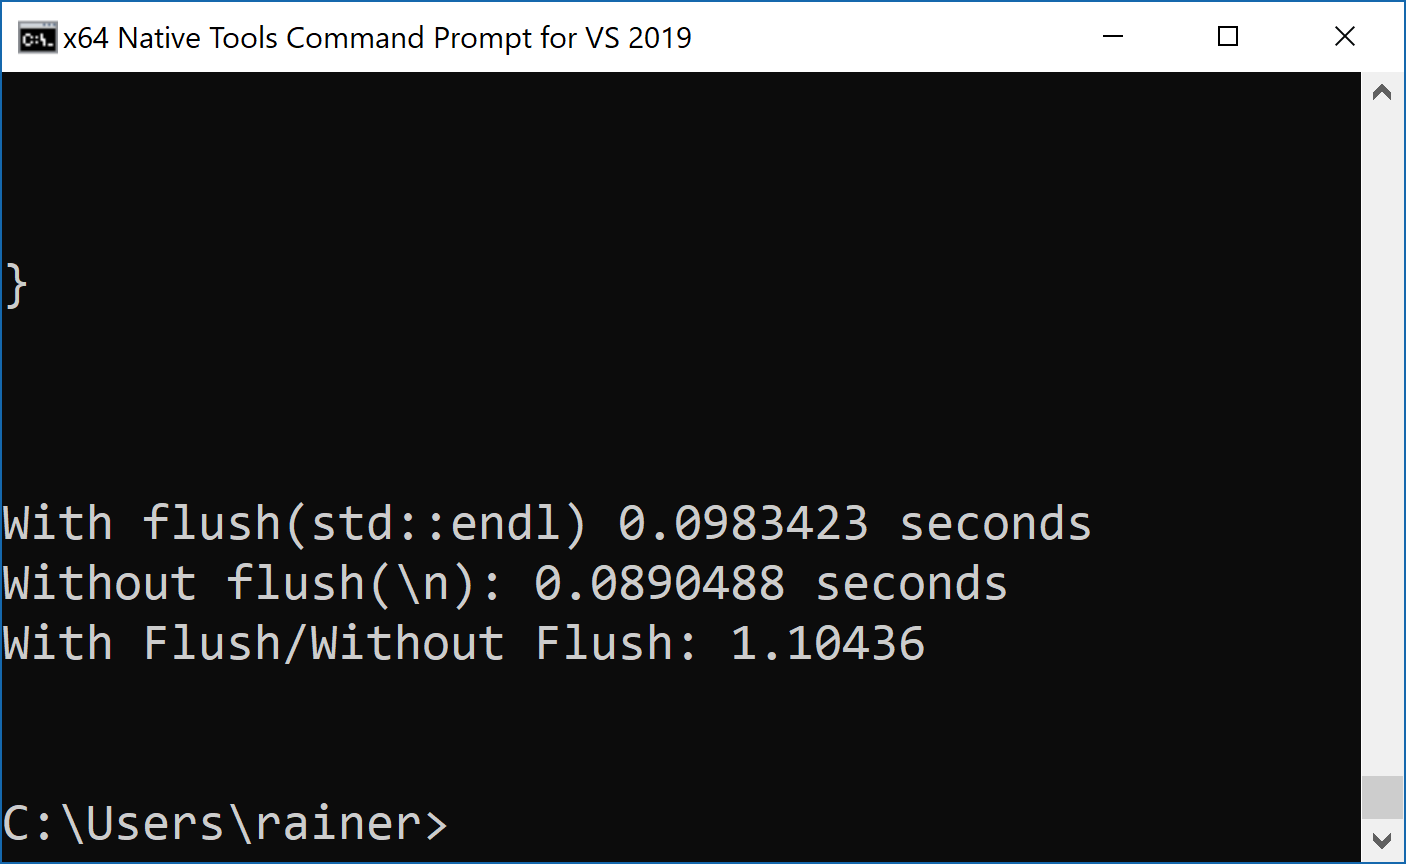 x64 Native Tools Command Prompt for VS 2019
}
With flush(std::endl) 0.0983423 seconds
Without flush(\n): 0.0890488 seconds
With Flush/Without Flush: 1.10436
C:\Users\rainer>